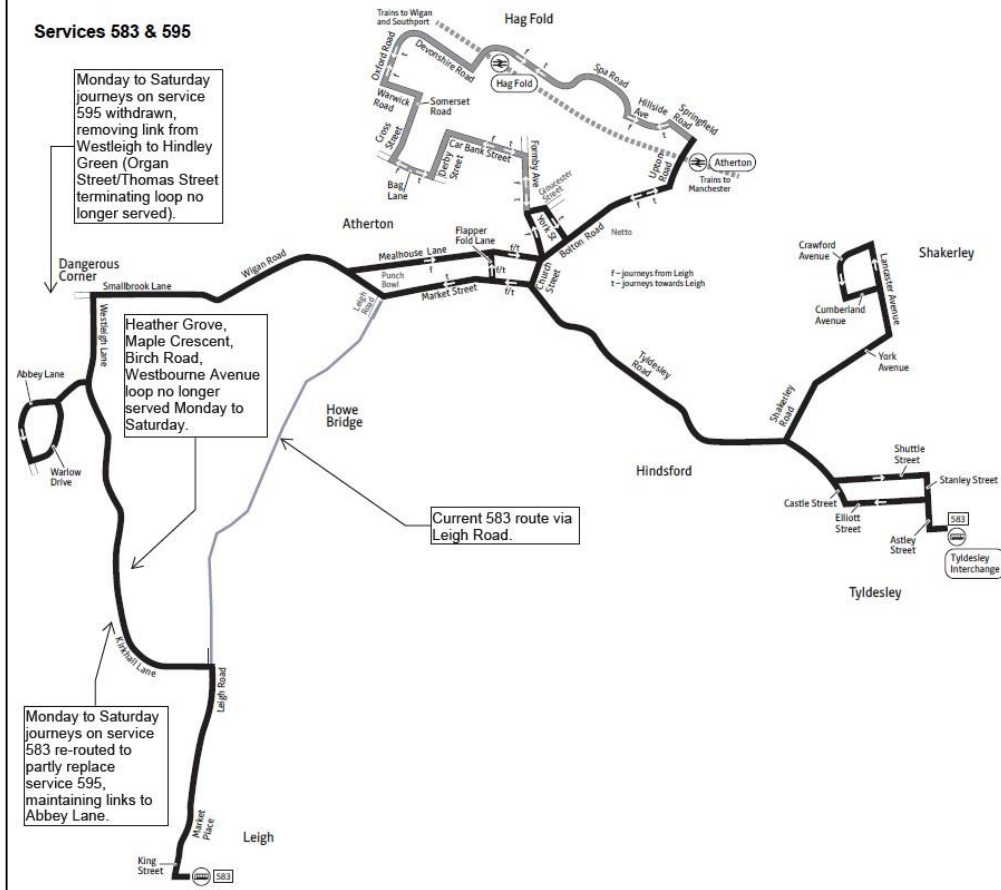 Services 583 & 595
Monday to Saturday
journeys on service
595 withdrawn,
removing link from
Westleigh to Hindley
Green (Organ
Street/Thomas Street
terminating loop no
longer served).
Trains to Wigan
and Southport
Hag Fold
Oxford Road
Devonshire Road
Hag Fold
Spa Road
Hillside
Ave
Springfield
Road
Warwick
Road
Somerset
Road
Cross
Street
Bag
Lane
Derby
Street
Car Bank Street
Formby Ave
Gloucester
Street
York St
Upton
Road
Atherton
Trains to
Manchester
Atherton
Flapper
Fold Lane
Mealhouse Lane
f
f/t
f/t
Church
Street
Bolton Road
Netto
f – journeys from Leigh
t – journeys towards Leigh
Punch
Bowl
Market Street
t
f/t
Wigan Road
Leigh
Road
Dangerous
Corner
Smallbrook Lane
Westleigh Lane
Heather Grove,
Maple Crescent,
Birch Road,
Westbourne Avenue
loop no longer
served Monday to
Saturday.
Abbey Lane
Warlow
Drive
Howe
Bridge
Tyldesley
Road
Crawford
Avenue
Shakerley
Lancaster Avenue
Cumberland
Avenue
York
Avenue
Shakerley
Road
Hindsford
Current 583 route via
Leigh Road.
Shuttle
Street
Stanley Street
Castle Street
Elliott
Street
Astley
Street
583
Tyldesley
Interchange
Tyldesley
Kirkhall Lane
Leigh Road
Monday to Saturday
journeys on service
583 re-routed to
partly replace
service 595,
maintaining links to
Abbey Lane.
Market
Place
Leigh
King
Street
583